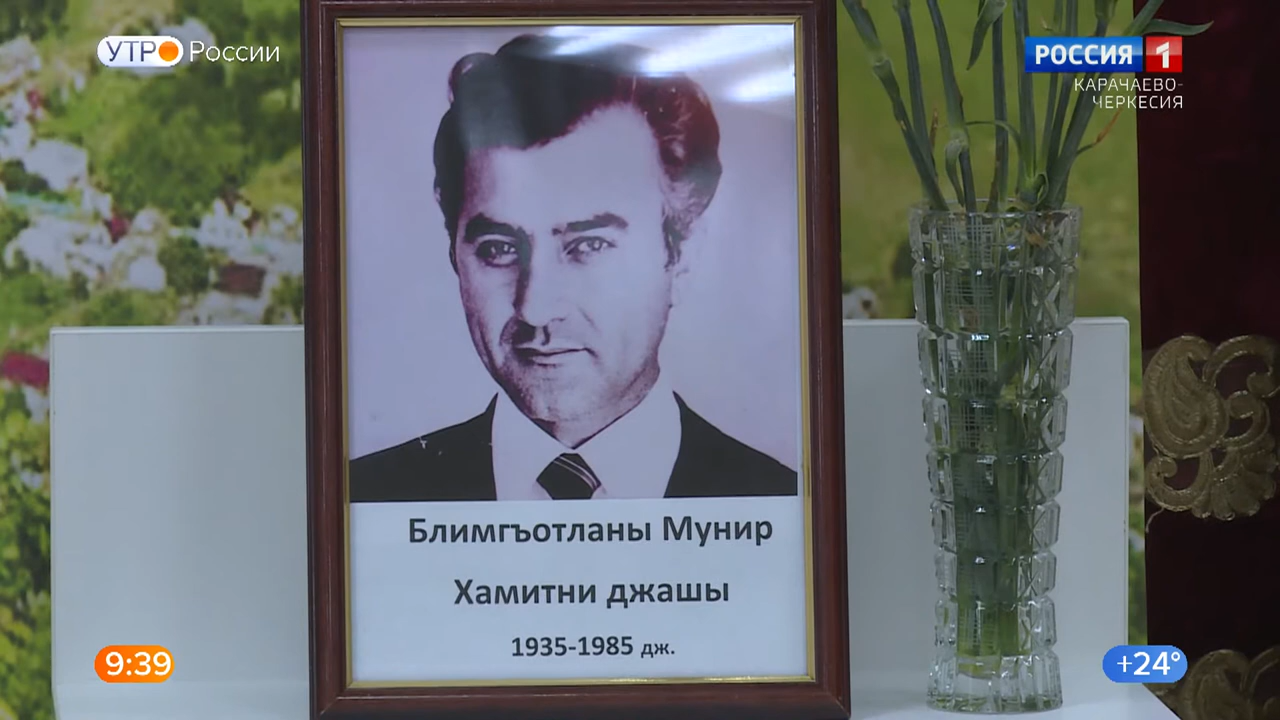 УТРО России
РОССИЯ 1
КАРАЧАЕВО-
ЧЕРКЕСИЯ
Блимгъотланы Мунир
Хамитни джашы
1935-1985 дж.
9:39
+24°